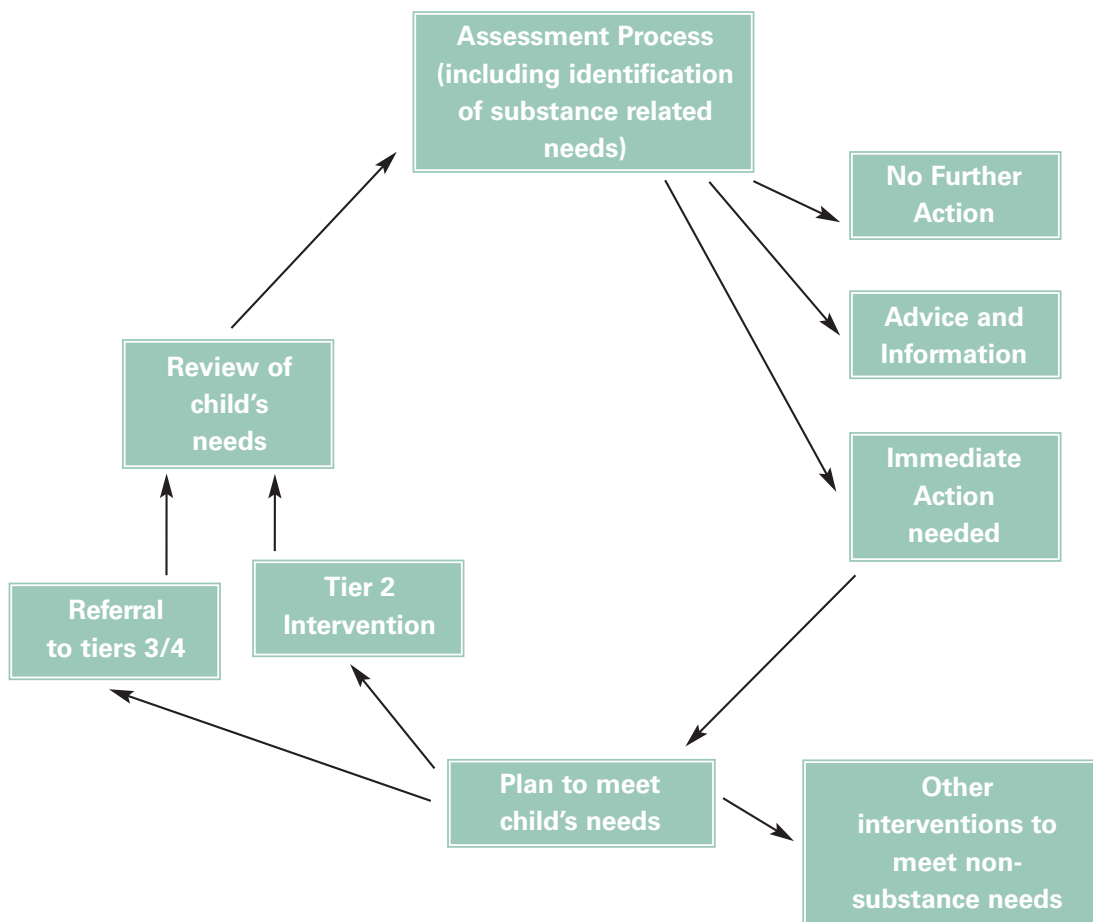 Assessment Process
(including identification
of substance related
needs)
No Further
Action
Advice and
Information
Review of
child’s
needs
Immediate
Action
needed
Tier 2
Intervention
Referral
to tiers 3/4
Plan to meet
child’s needs
Other
interventions to
meet non-
substance needs